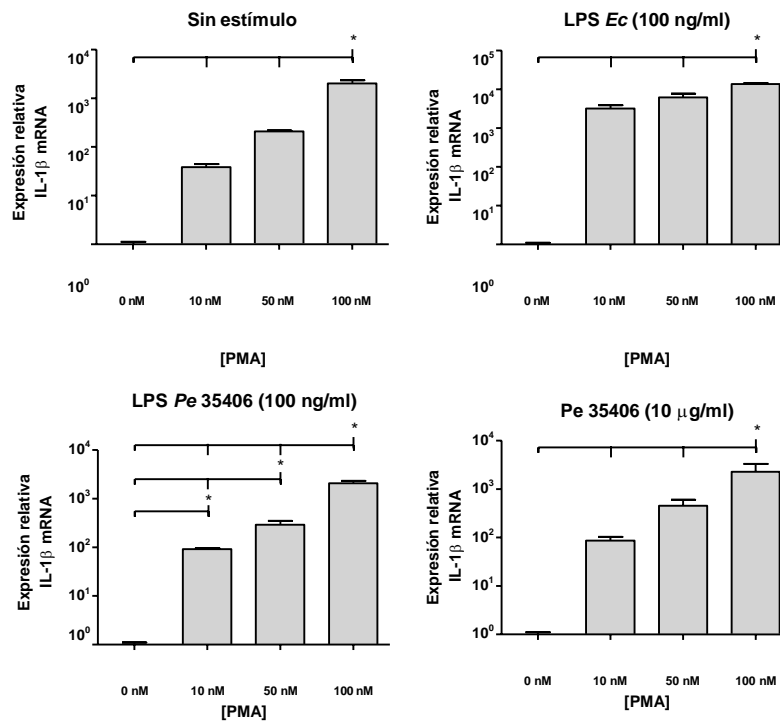 Sin estímulo
*
10⁴
10³
10²
10¹
10⁰
Expresión relativa
IL-1β mRNA
0 nM 10 nM 50 nM 100 nM
[PMA]
LPS Ec (100 ng/ml)
*
10⁵
10⁴
10³
10²
10¹
10⁰
Expresión relativa
IL-1β mRNA
0 nM 10 nM 50 nM 100 nM
[PMA]
LPS Pe 35406 (100 ng/ml)
*
*
*
10⁴
10³
10²
10¹
10⁰
Expresión relativa
IL-1β mRNA
0 nM 10 nM 50 nM 100 nM
[PMA]
Pe 35406 (10 μg/ml)
*
10⁴
10³
10²
10¹
10⁰
Expresión relativa
IL-1β mRNA
0 nM 10 nM 50 nM 100 nM
[PMA]